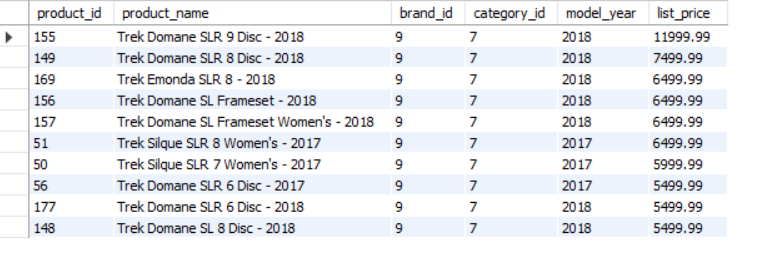 product_id product_name brand_id category_id model_year list_price
155 Trek Domane SLR 9 Disc - 2018 9 7 2018 11999.99
149 Trek Domane SLR 8 Disc - 2018 9 7 2018 7499.99
169 Trek Emonda SLR 8 - 2018 9 7 2018 6499.99
156 Trek Domane SL Frameset - 2018 9 7 2018 6499.99
157 Trek Domane SL Frameset Women's - 2018 9 7 2018 6499.99
51 Trek Silque SLR 8 Women's - 2017 9 7 2017 6499.99
50 Trek Silque SLR 7 Women's - 2017 9 7 2017 5999.99
56 Trek Domane SLR 6 Disc - 2017 9 7 2017 5499.99
177 Trek Domane SLR 6 Disc - 2018 9 7 2018 5499.99
148 Trek Domane SL 8 Disc - 2018 9 7 2018 5499.99